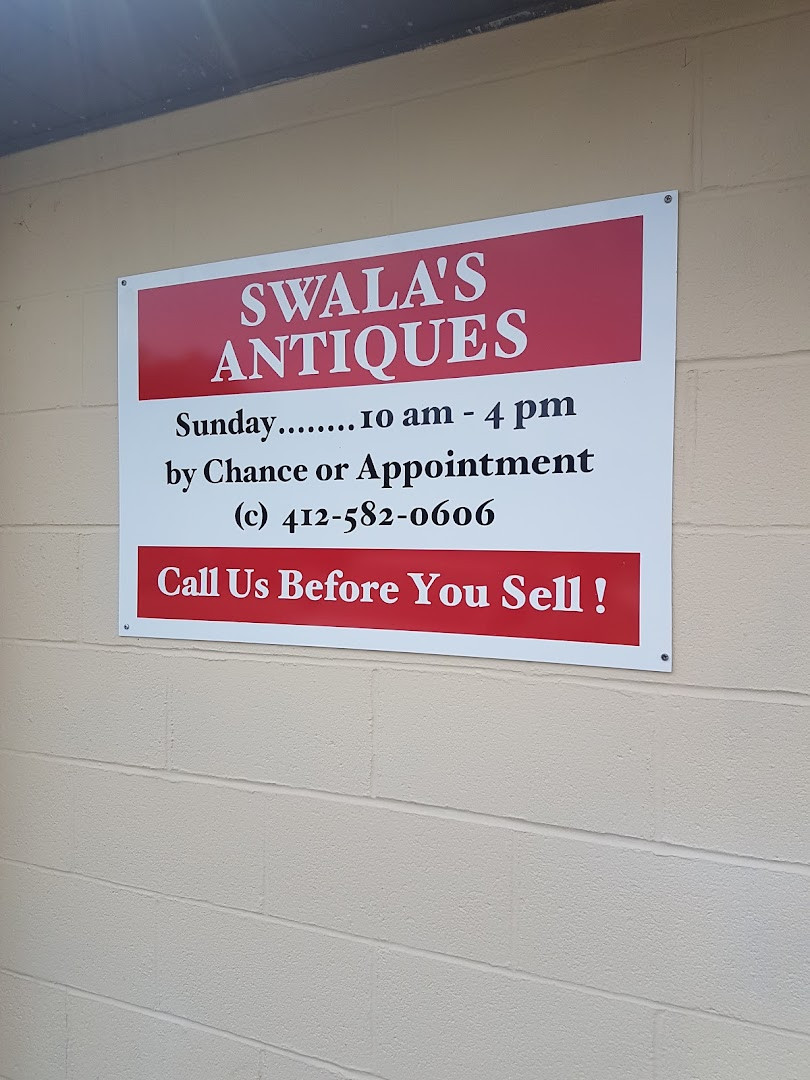 SWALA'S
ANTIQUES
Sunday........10 am - 4 pm
by Chance or Appointment
(c) 412-582-0606
Call Us Before You Sell !